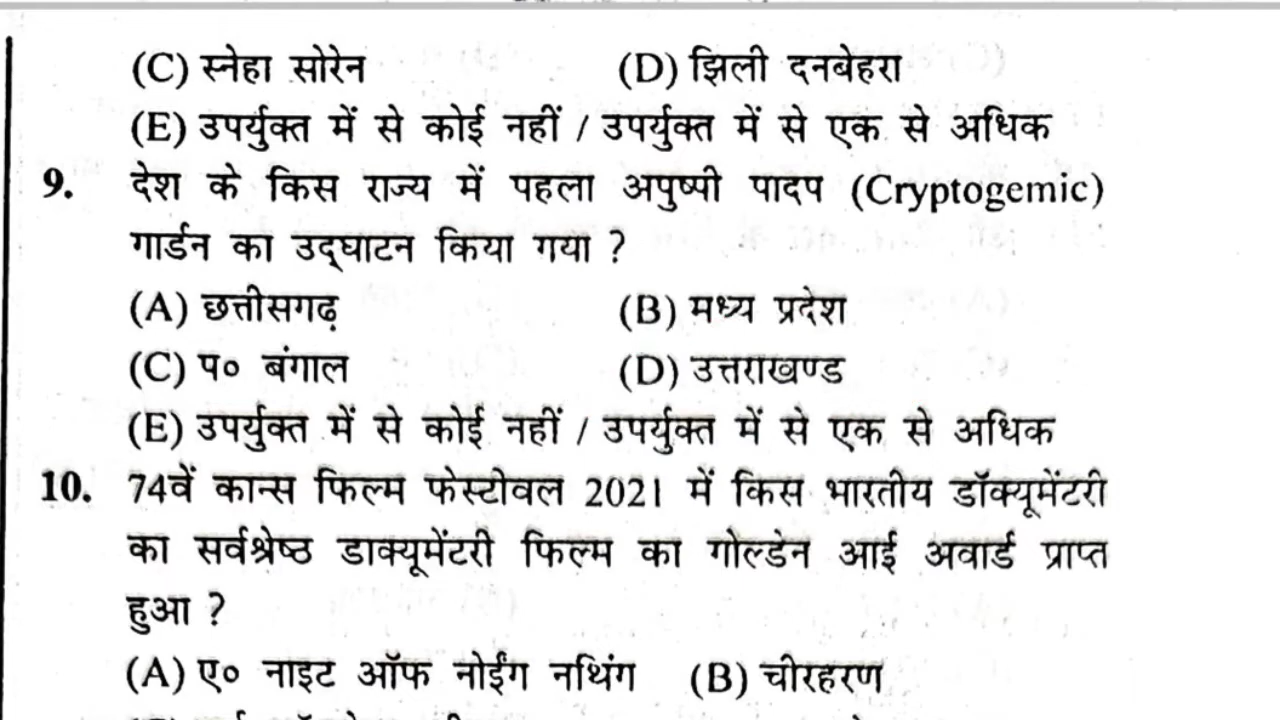 (C) स्नेहा सोरेन (D) झिली दनबेहरा
(E) उपर्युक्त में से कोई नहीं / उपर्युक्त में से एक से अधिक
9. देश के किस राज्य में पहला अपुष्पी पादप (Cryptogemic)
गार्डन का उद्घाटन किया गया ?
(A) छत्तीसगढ़ (B) मध्य प्रदेश
(C) प० बंगाल (D) उत्तराखण्ड
(E) उपर्युक्त में से कोई नहीं / उपर्युक्त में से एक से अधिक
10. 74वें कान्स फिल्म फेस्टीवल 2021 में किस भारतीय डॉक्यूमेंटरी
का सर्वश्रेष्ठ डाक्यूमेंटरी फिल्म का गोल्डेन आई अवार्ड प्राप्त
हुआ ?
(A) ए० नाइट ऑफ नोईंग नथिंग (B) चीरहरण